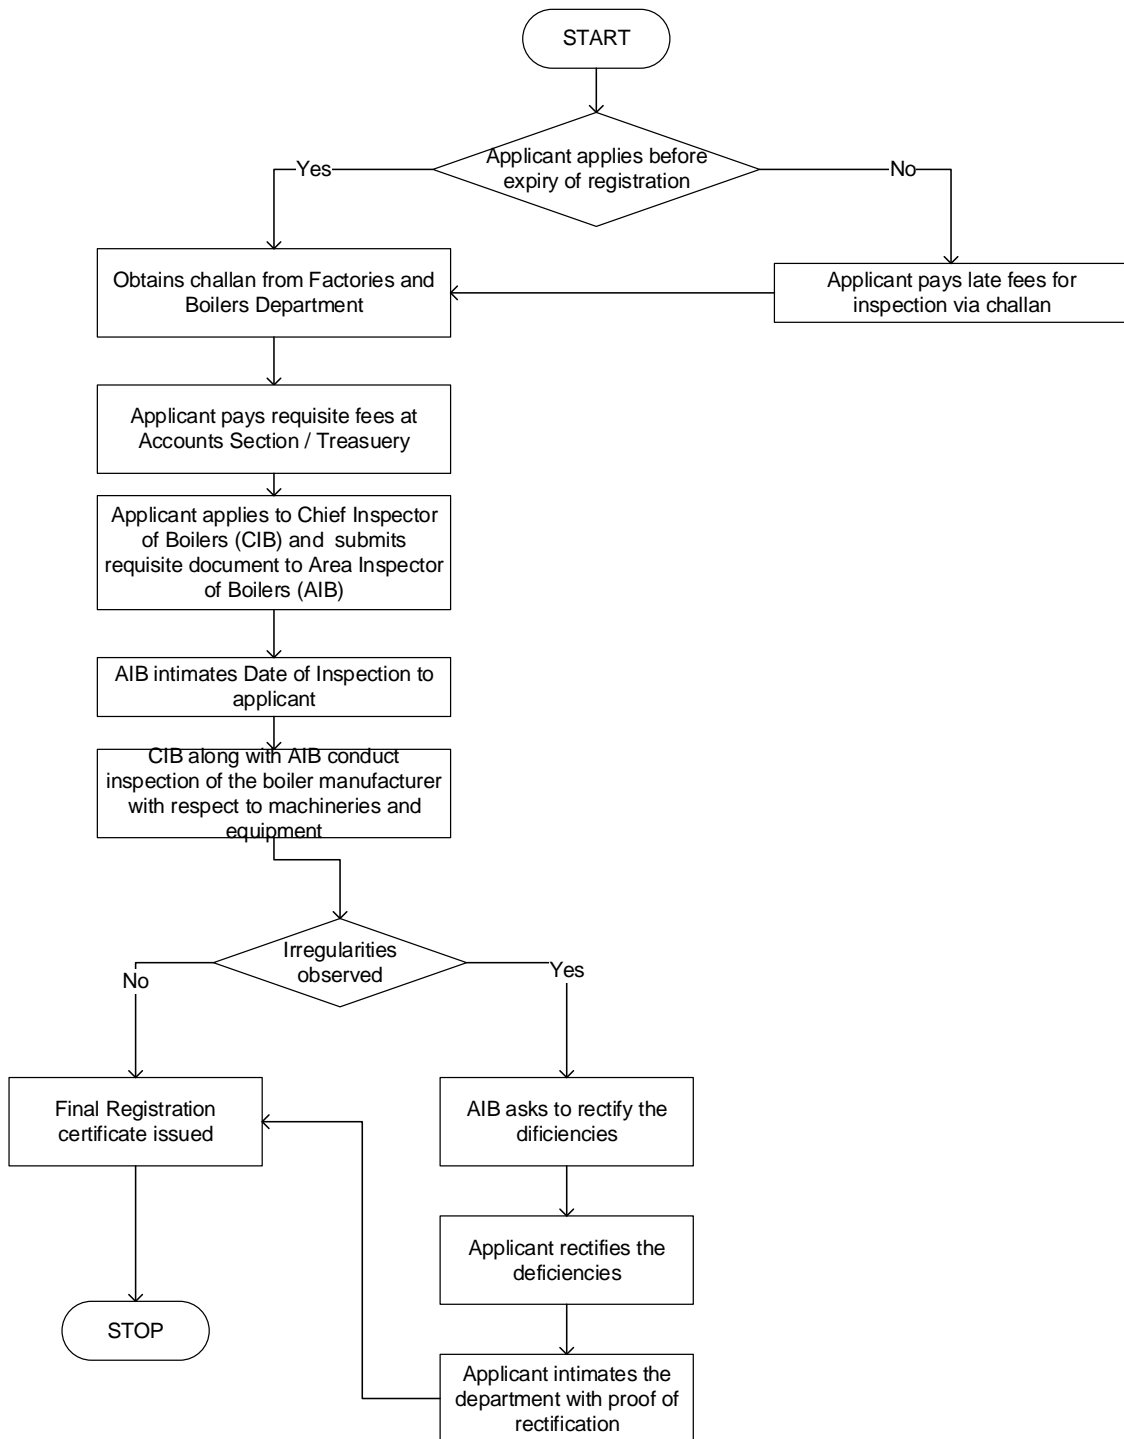 START
Applicant applies before
expiry of registration
Yes
No
Obtains challan from Factories and
Boilers Department
Applicant pays late fees for
inspection via challan
Applicant pays requisite fees at
Accounts Section / Treasuery
Applicant applies to Chief Inspector
of Boilers (CIB) and submits
requisite document to Area Inspector
of Boilers (AIB)
AIB intimates Date of Inspection to
applicant
CIB along with AIB conduct
inspection of the boiler manufacturer
with respect to machineries and
equipment
Irregularities
observed
No
Yes
Final Registration
certificate issued
AIB asks to rectify the
dificiencies
Applicant rectifies the
deficiencies
STOP
Applicant intimates the
department with proof of
rectification